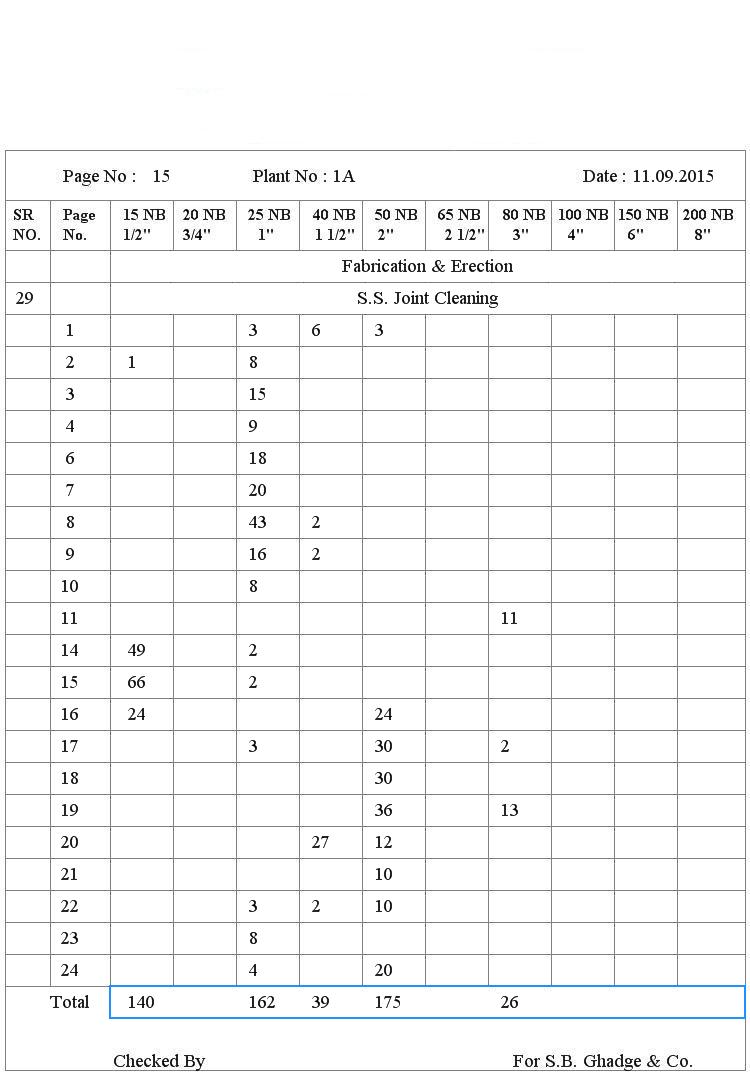 Page No : 15 Plant No : 1A Date : 11.09.2015
SR NO. Page No. 15 NB 1/2" 20 NB 3/4" 25 NB 1" 40 NB 1 1/2" 50 NB 2" 65 NB 2 1/2" 80 NB 3" 100 NB 4" 150 NB 6" 200 NB 8"
Fabrication & Erection
29 S.S. Joint Cleaning
1 3 6 3
2 1 8
3 15
4 9
6 18
7 20
8 43 2
9 16 2
10 8
11 11
14 49 2
15 66 2
16 24 24
17 3 30 2
18 30
19 36 13
20 27 12
21 10
22 3 2 10
23 8
24 4 20
Total 140 162 39 175 26
Checked By For S.B. Ghadge & Co.